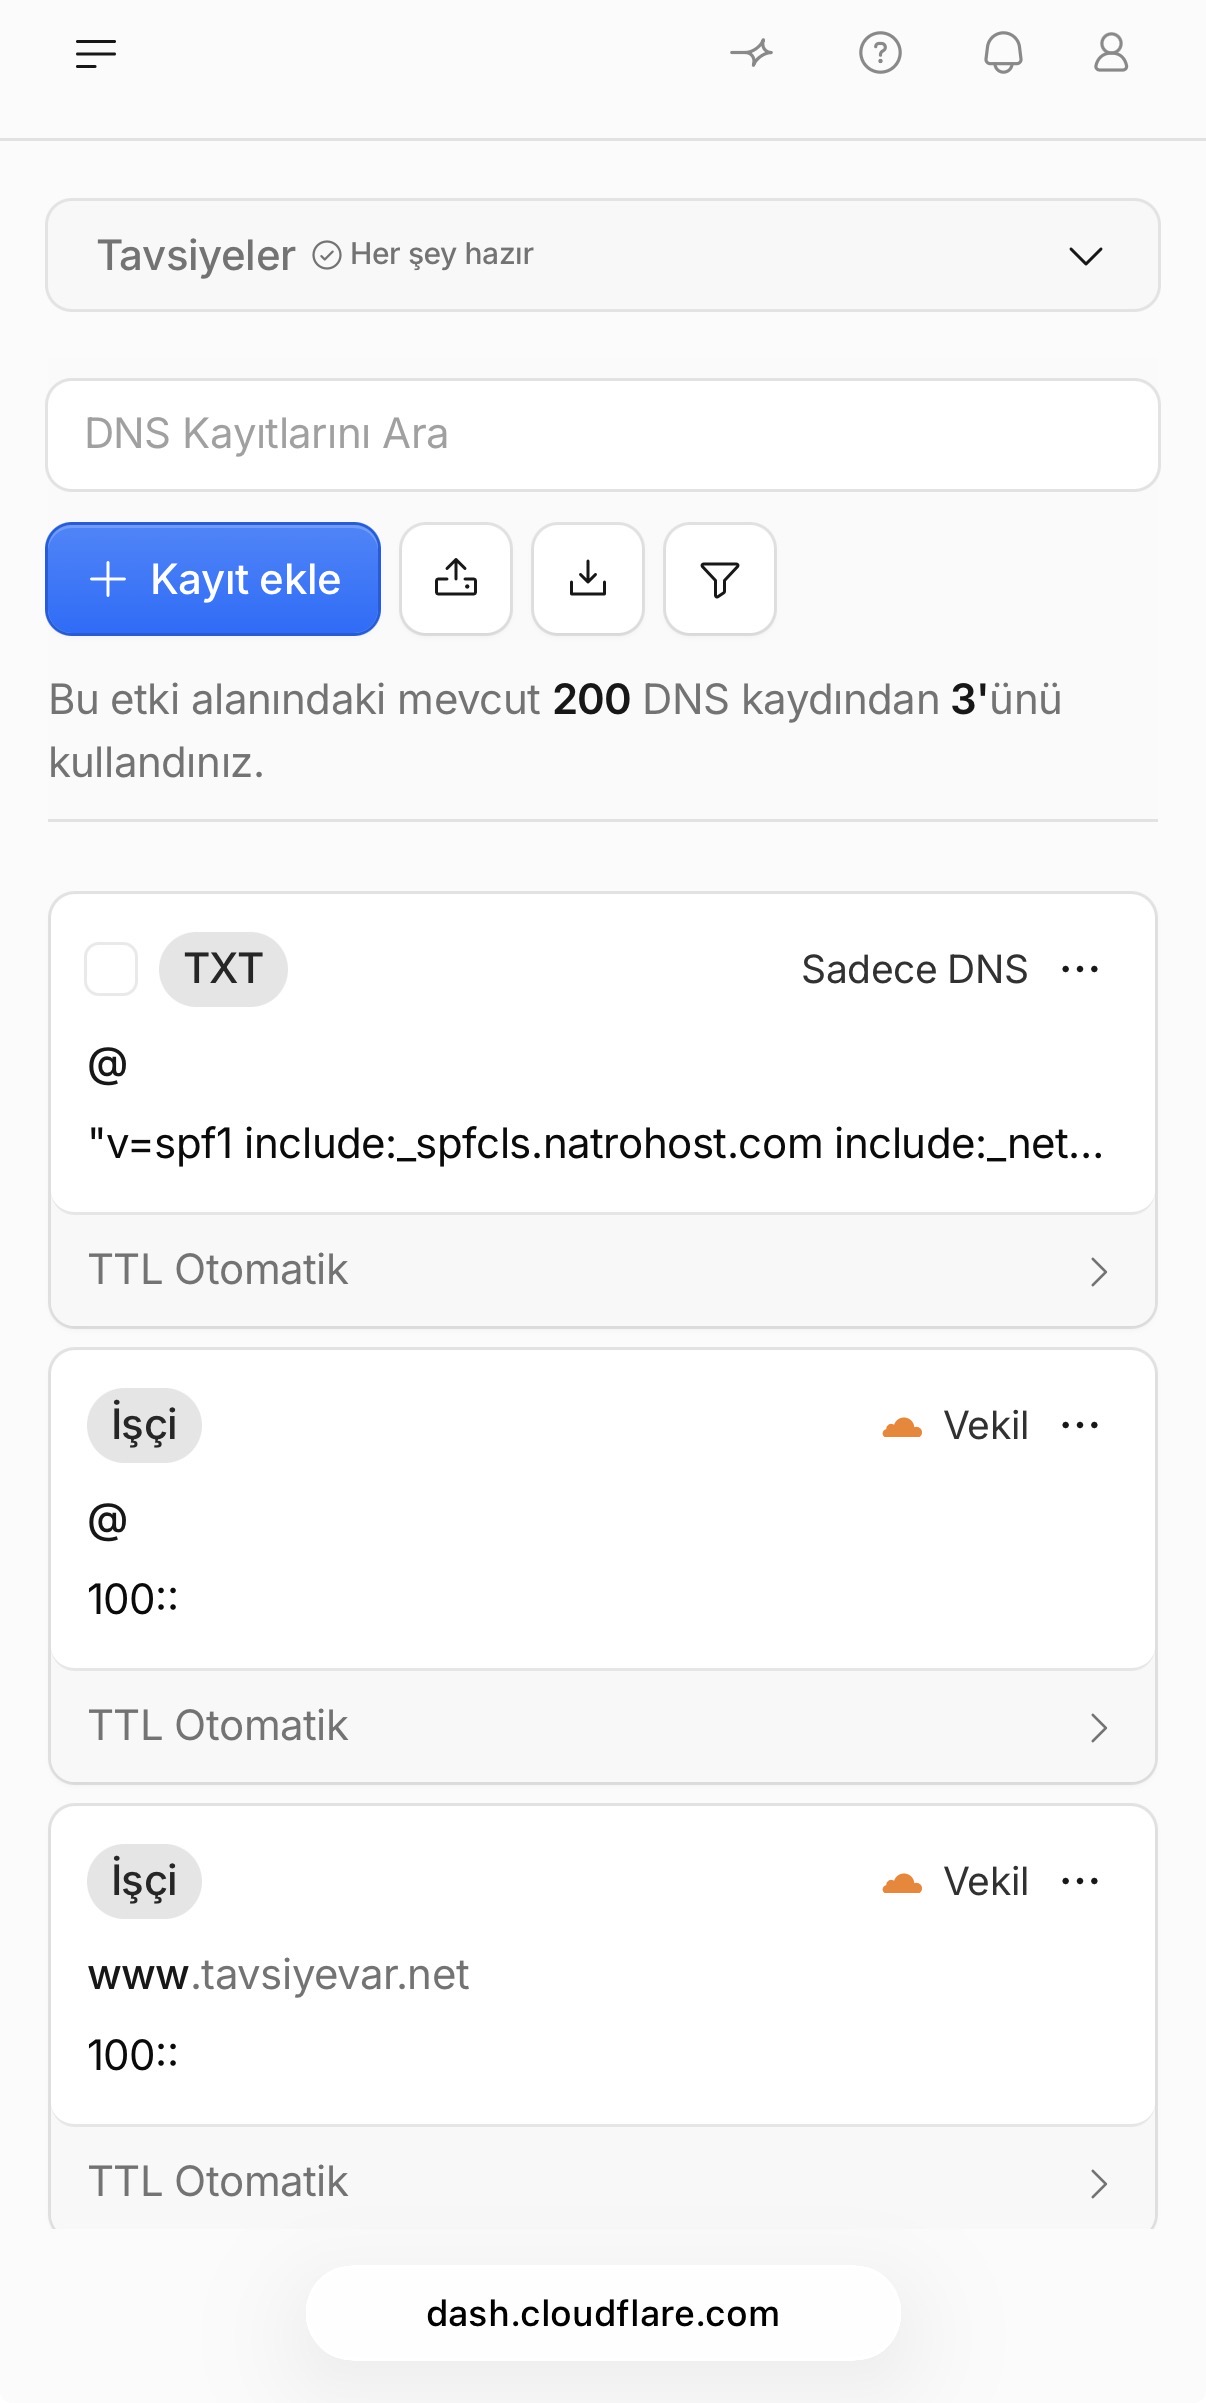 Tavsiyeler Her şey hazır
DNS Kayıtlarını Ara
Kayıt ekle
Bu etki alanındaki mevcut 200 DNS kaydından 3'ünü
kullandınız.
TXT Sadece DNS ...
@
"v=spf1 include:_spfcls.natrohost.com include:_net...
TTL Otomatik
İşçi Vekil ...
@
100::
TTL Otomatik
İşçi Vekil ...
www.tavsiyevar.net
100::
TTL Otomatik
dash.cloudflare.com